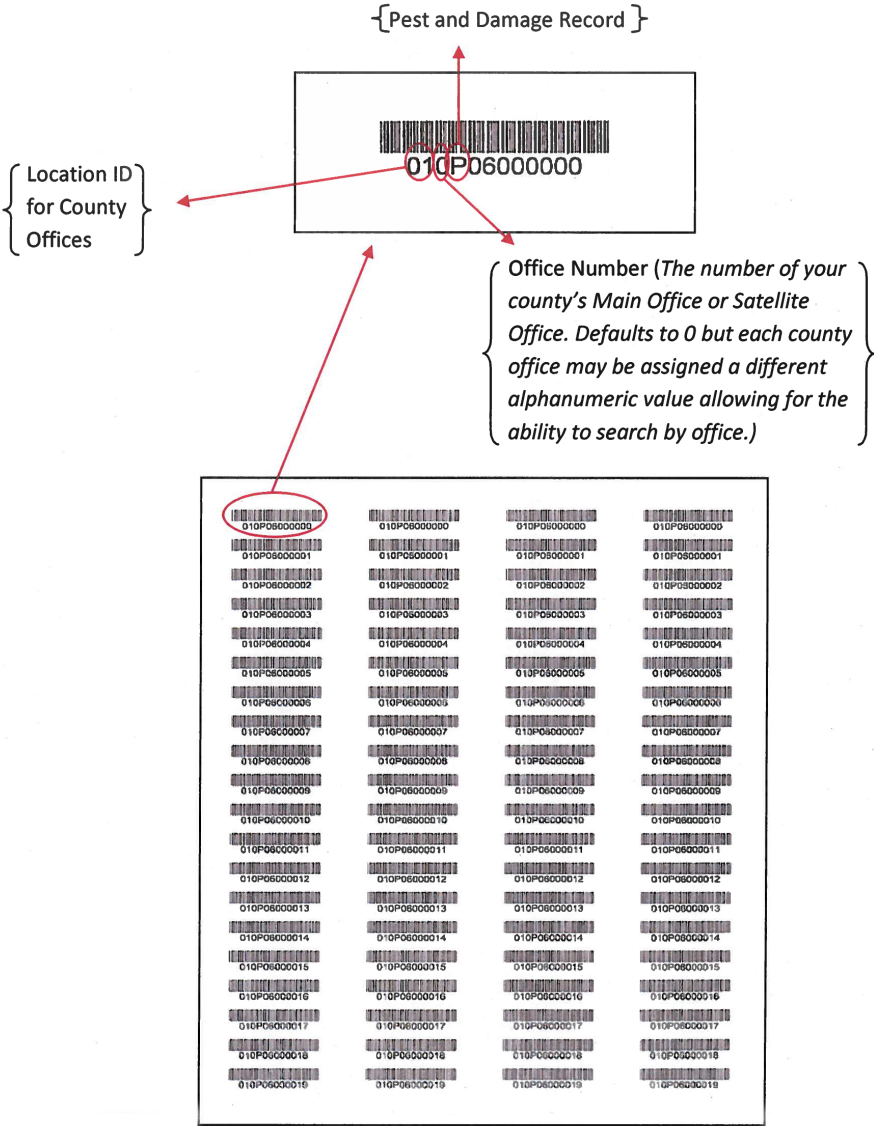 {Pest and Damage Record }
010P06000000
Location ID
for County
Offices
Office Number (The number of your
county's Main Office or Satellite
Office. Defaults to 0 but each county
office may be assigned a different
alphanumeric value allowing for the
ability to search by office.)
010P06000000 010P06000000 010P06000000 010P06000000
010P06000001 010P06000001 010P06000001 010P06000001
010P06000002 010P06000002 010P06000002 010P06000002
010P06000003 010P06000003 010P06000003 010P06000003
010P06000004 010P06000004 010P06000004 010P06000004
010P06000005 010P06000005 010P06000005 010P06000005
010P06000006 010P06000006 010P06000006 010P06000006
010P06000007 010P06000007 010P06000007 010P06000007
010P06000008 010P06000008 010P06000008 010P06000008
010P06000009 010P06000009 010P06000009 010P06000009
010P06000010 010P06000010 010P06000010 010P06000010
010P06000011 010P06000011 010P06000011 010P06000011
010P06000012 010P06000012 010P06000012 010P06000012
010P06000013 010P06000013 010P06000013 010P06000013
010P06000014 010P06000014 010P06000014 010P06000014
010P06000015 010P06000015 010P06000015 010P06000015
010P06000016 010P06000016 010P06000016 010P06000016
010P06000017 010P06000017 010P06000017 010P06000017
010P06000018 010P06000018 010P06000018 010P06000018
010P06000019 010P06000019 010P06000019 010P06000019